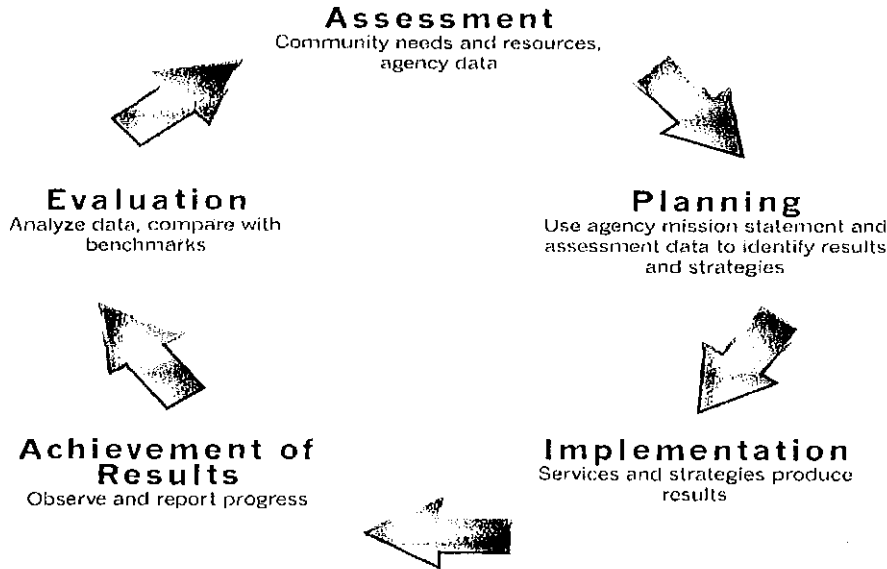 Assessment
Community needs and resources,
agency data
Planning
Use agency mission statement and
assessment data to identify results
and strategies
Implementation
Services and strategies produce
results
Achievement of
Results
Observe and report progress
Evaluation
Analyze data, compare with
benchmarks